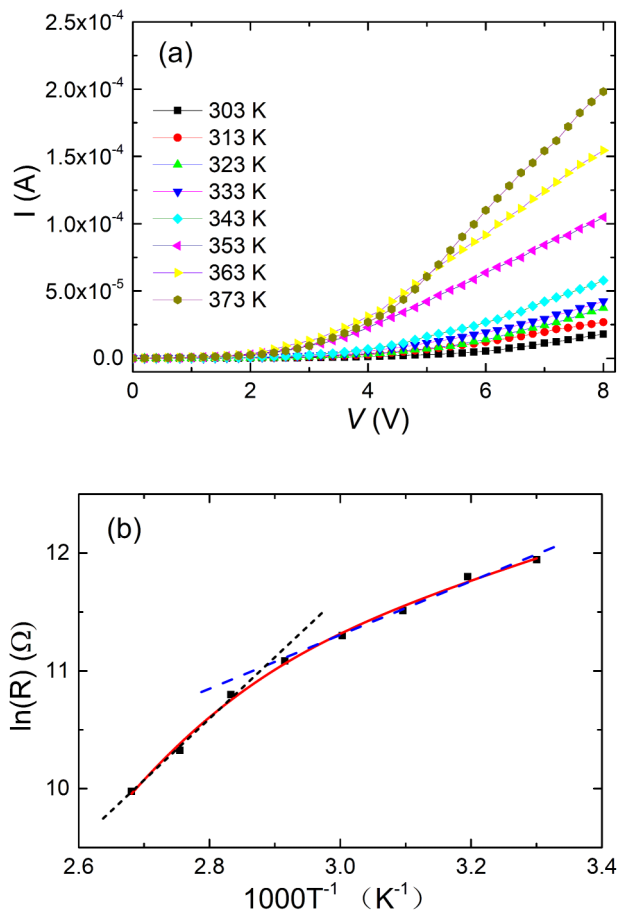 (a)
2.5x10⁻⁴
2.0x10⁻⁴
1.5x10⁻⁴
1.0x10⁻⁴
5.0x10⁻⁵
0.0
I (A)
303 K
313 K
323 K
333 K
343 K
353 K
363 K
373 K
0 2 4 6 8
V (V)
(b)
12
11
10
ln(R) (Ω)
2.6 2.8 3.0 3.2 3.4
1000T⁻¹ （K⁻¹）